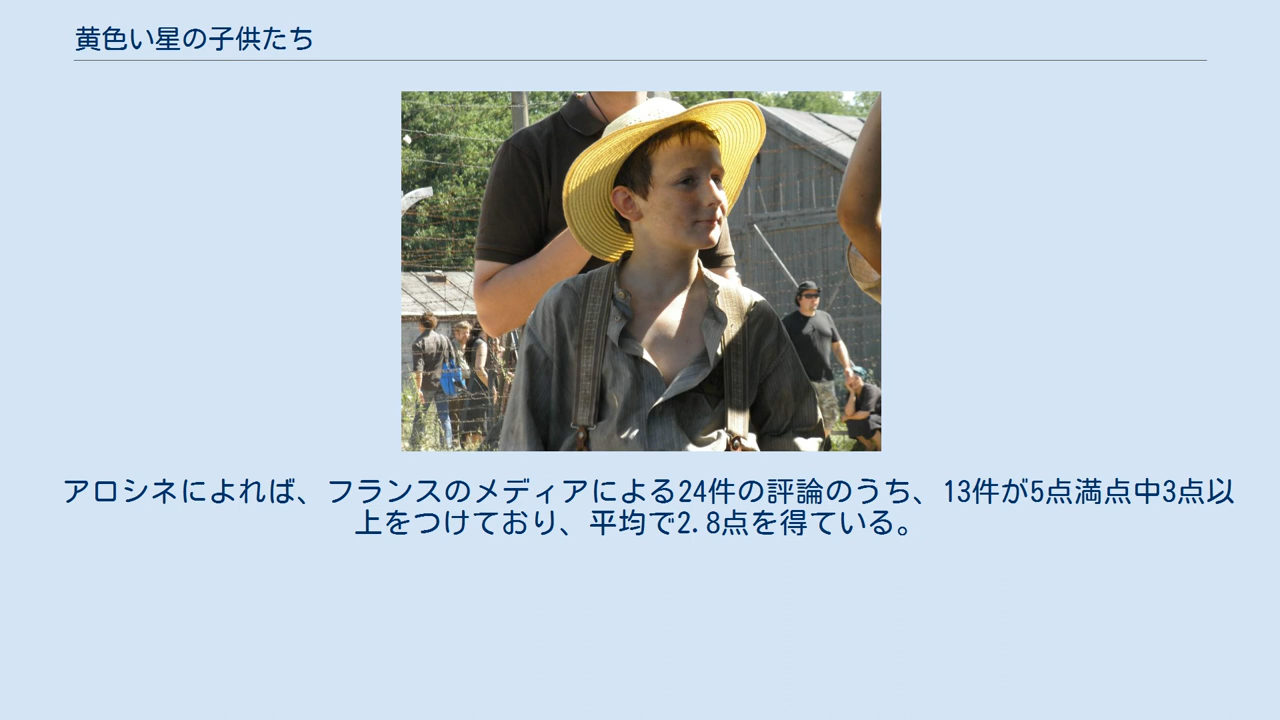 黄色い星の子供たち
アロシネによれば、フランスのメディアによる24件の評論のうち、13件が5点満点中3点以
上をつけており、平均で2.8点を得ている。